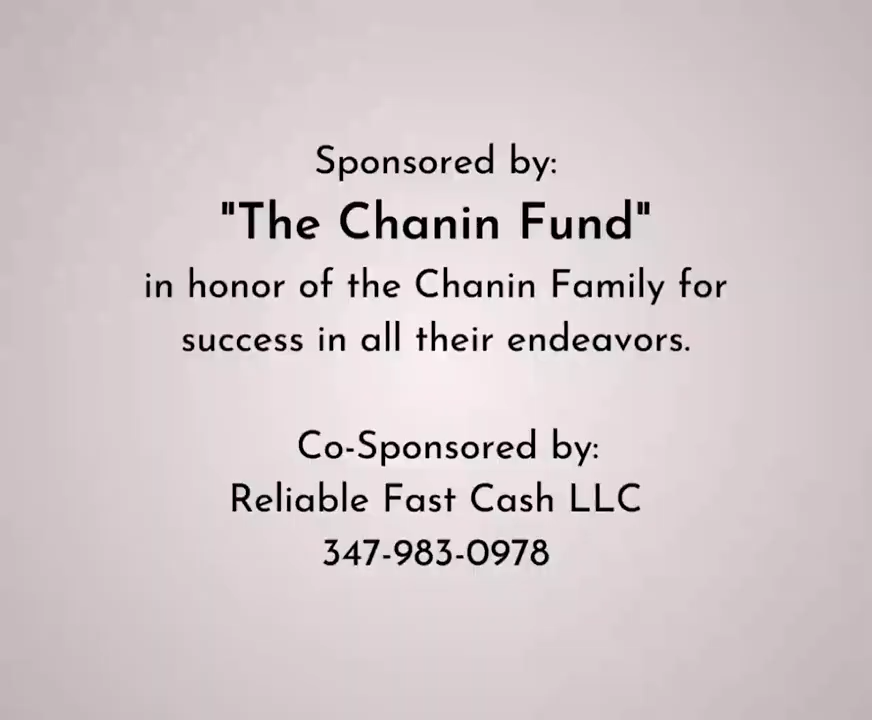 Sponsored by:
"The Chanin Fund"
in honor of the Chanin Family for
success in all their endeavors.
Co-Sponsored by:
Reliable Fast Cash LLC
347-983-0978